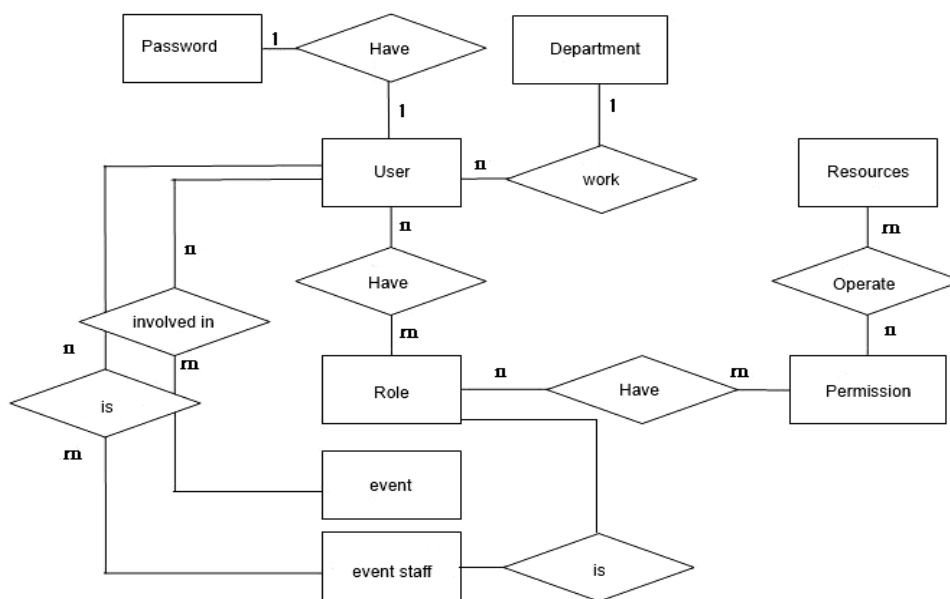 Password
1
Have
Department
1
1
User
n
work
Resources
n
n
m
Have
Operate
involved in
m
n
n
m
n
m
Role
Have
Permission
is
m
event
event staff
is